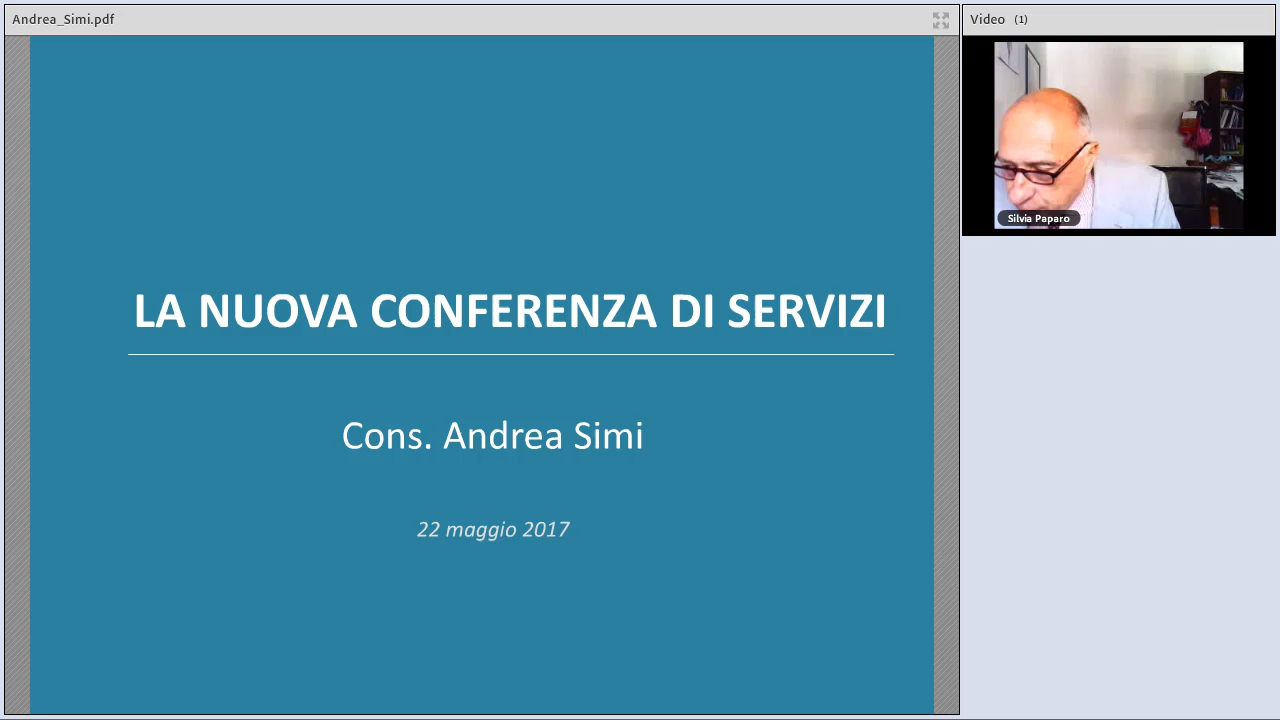 Andrea_Simi.pdf
Video (1)
LA NUOVA CONFERENZA DI SERVIZI
Cons. Andrea Simi
22 maggio 2017
Silvia Paparo